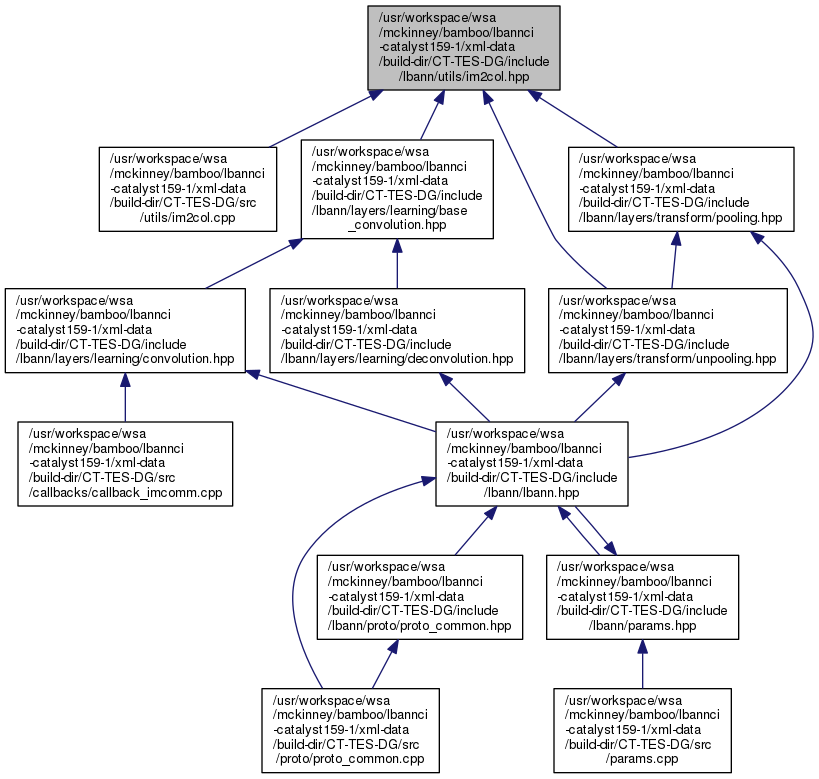 /usr/workspace/wsa
/mckinney/bamboo/lbannci
-catalyst159-1/xml-data
/build-dir/CT-TES-DG/include
/lbann/utils/im2col.hpp
/usr/workspace/wsa
/mckinney/bamboo/lbannci
-catalyst159-1/xml-data
/build-dir/CT-TES-DG/src
/utils/im2col.cpp
/usr/workspace/wsa
/mckinney/bamboo/lbannci
-catalyst159-1/xml-data
/build-dir/CT-TES-DG/include
/lbann/layers/learning/base
_convolution.hpp
/usr/workspace/wsa
/mckinney/bamboo/lbannci
-catalyst159-1/xml-data
/build-dir/CT-TES-DG/include
/lbann/layers/transform/pooling.hpp
/usr/workspace/wsa
/mckinney/bamboo/lbannci
-catalyst159-1/xml-data
/build-dir/CT-TES-DG/include
/lbann/layers/learning/convolution.hpp
/usr/workspace/wsa
/mckinney/bamboo/lbannci
-catalyst159-1/xml-data
/build-dir/CT-TES-DG/include
/lbann/layers/learning/deconvolution.hpp
/usr/workspace/wsa
/mckinney/bamboo/lbannci
-catalyst159-1/xml-data
/build-dir/CT-TES-DG/include
/lbann/layers/transform/unpooling.hpp
/usr/workspace/wsa
/mckinney/bamboo/lbannci
-catalyst159-1/xml-data
/build-dir/CT-TES-DG/src
/callbacks/callback_imcomm.cpp
/usr/workspace/wsa
/mckinney/bamboo/lbannci
-catalyst159-1/xml-data
/build-dir/CT-TES-DG/include
/lbann/lbann.hpp
/usr/workspace/wsa
/mckinney/bamboo/lbannci
-catalyst159-1/xml-data
/build-dir/CT-TES-DG/include
/lbann/proto/proto_common.hpp
/usr/workspace/wsa
/mckinney/bamboo/lbannci
-catalyst159-1/xml-data
/build-dir/CT-TES-DG/include
/lbann/params.hpp
/usr/workspace/wsa
/mckinney/bamboo/lbannci
-catalyst159-1/xml-data
/build-dir/CT-TES-DG/src
/proto/proto_common.cpp
/usr/workspace/wsa
/mckinney/bamboo/lbannci
-catalyst159-1/xml-data
/build-dir/CT-TES-DG/src
/params.cpp